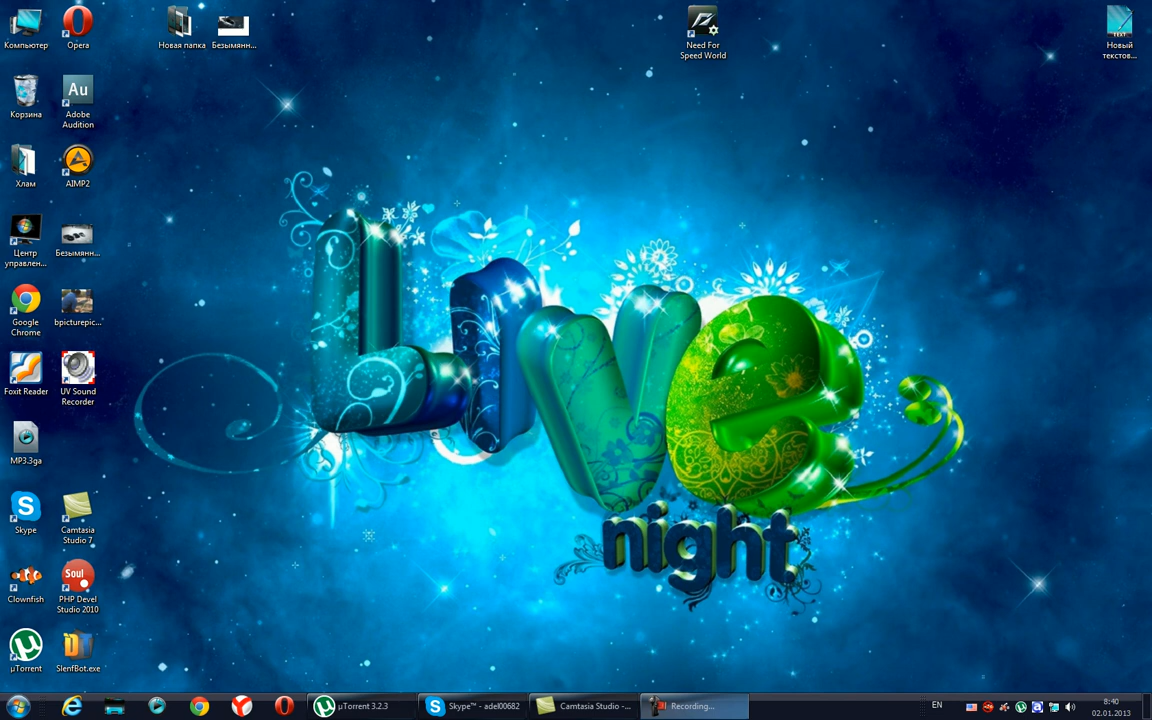 Компьютер
Opera
Новая папка
Безымянн...
Need For
Speed World
TEXT
Новый
текстов...
Корзина
Au
Adobe
Audition
Хлам
AIMP2
Центр
управлен...
Безымянн...
Google
Chrome
bpicturepic...
Foxit Reader
UV Sound
Recorder
MP3.3ga
S
Skype
Camtasia
Studio 7
Clownfish
Soul
PHP Devel
Studio 2010
µ
µTorrent
SlenfBot.exe
Live
night
µTorrent 3.2.3
Skype™ - adel00682
Camtasia Studio -...
Recording...
EN
8:40
02.01.2013